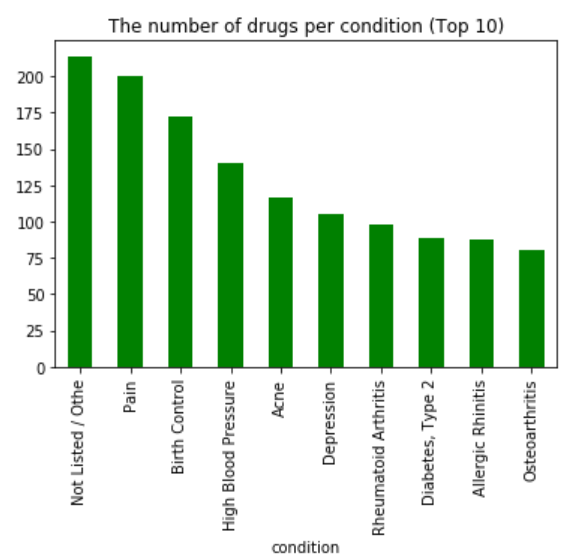 The number of drugs per condition (Top 10)
200
175
150
125
100
75
50
25
0
Not Listed / Othe
Pain
Birth Control
High Blood Pressure
Acne
Depression
Rheumatoid Arthritis
Diabetes, Type 2
Allergic Rhinitis
Osteoarthritis
condition